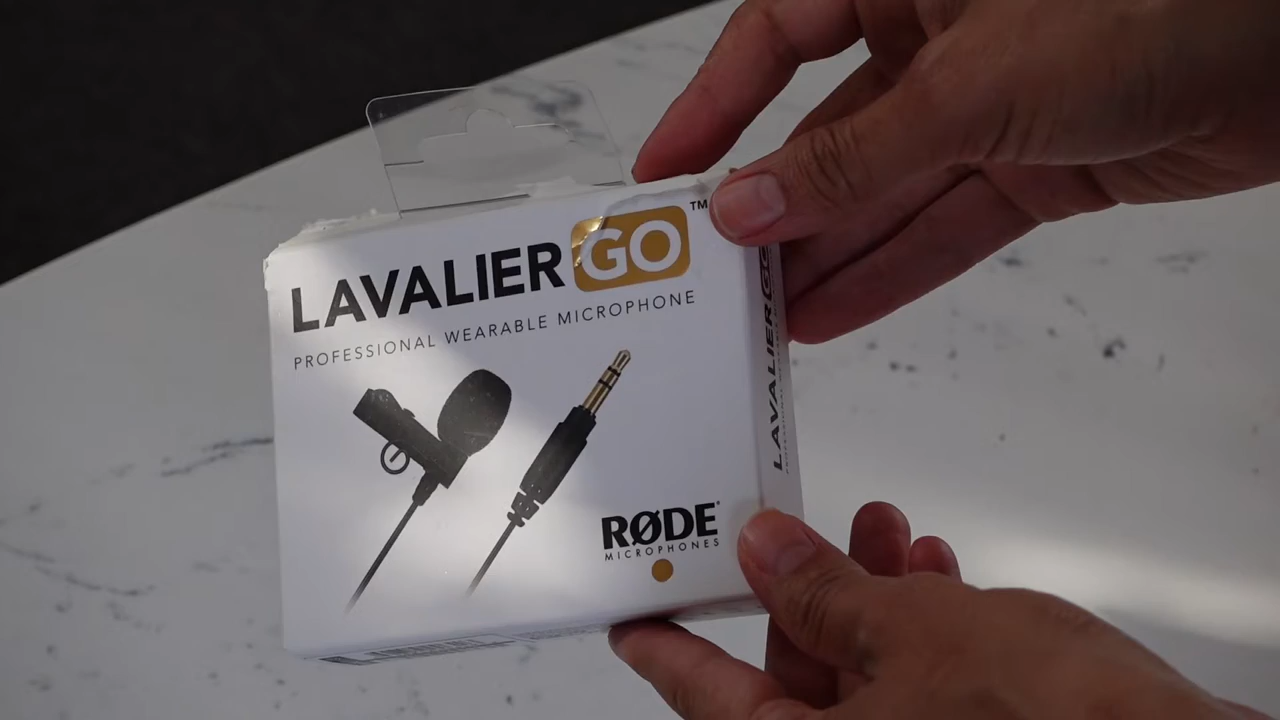 LAVALIER GO™
PROFESSIONAL WEARABLE MICROPHONE
RØDE®
MICROPHONES
LAVALIER GO